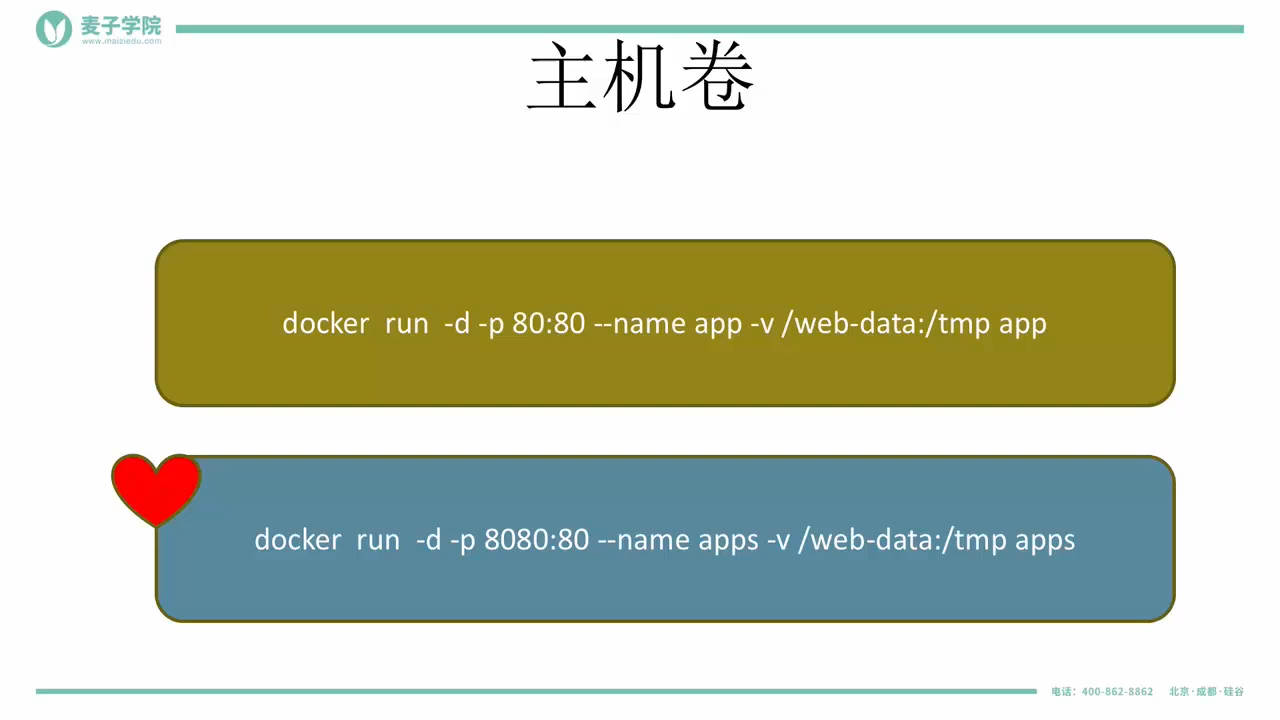 麦子学院
www.maiziedu.com
主机卷
docker run -d -p 80:80 --name app -v /web-data:/tmp app
docker run -d -p 8080:80 --name apps -v /web-data:/tmp apps
电话：400-862-8862 北京·成都·硅谷